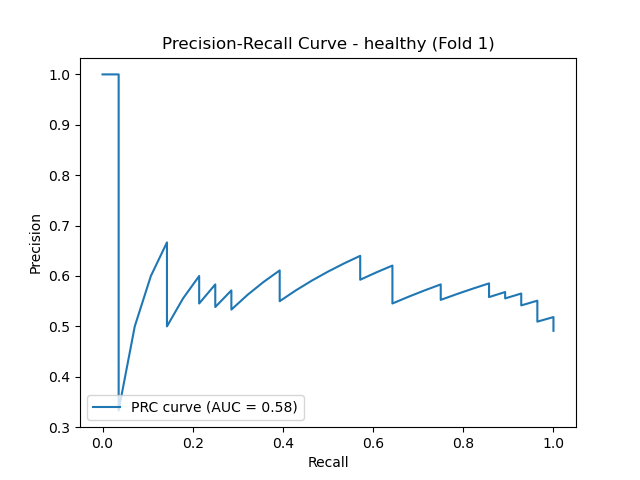 Precision-Recall Curve - healthy (Fold 1)
1.0
0.9
0.8
0.7
0.6
0.5
0.4
0.3
Precision
PRC curve (AUC = 0.58)
0.0 0.2 0.4 0.6 0.8 1.0
Recall